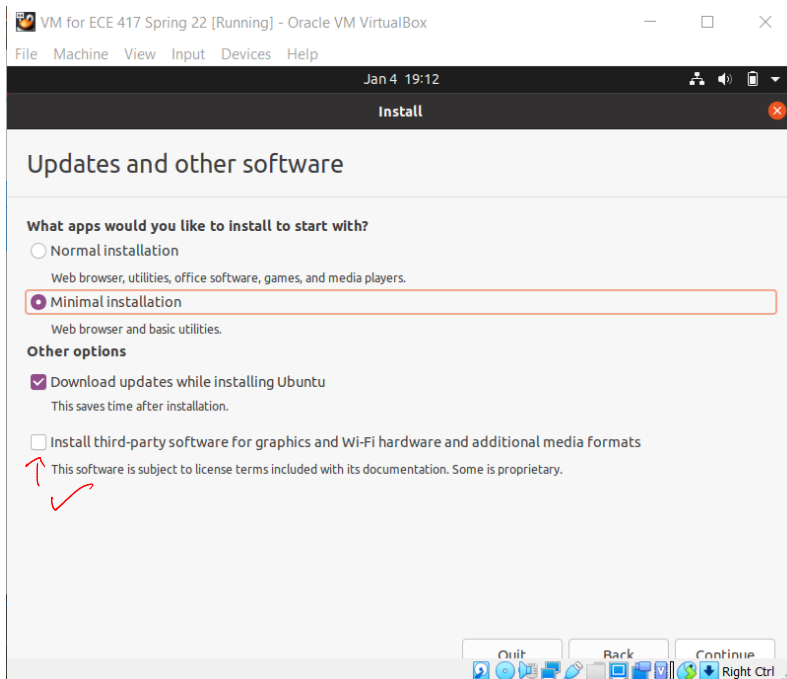 VM for ECE 417 Spring 22 [Running] - Oracle VM VirtualBox
File Machine View Input Devices Help
Jan 4 19:12
Install
Updates and other software
What apps would you like to install to start with?
Normal installation
Web browser, utilities, office software, games, and media players.
Minimal installation
Web browser and basic utilities.
Other options
Download updates while installing Ubuntu
This saves time after installation.
Install third-party software for graphics and Wi-Fi hardware and additional media formats
This software is subject to license terms included with its documentation. Some is proprietary.
Quit Back Continue
Right Ctrl